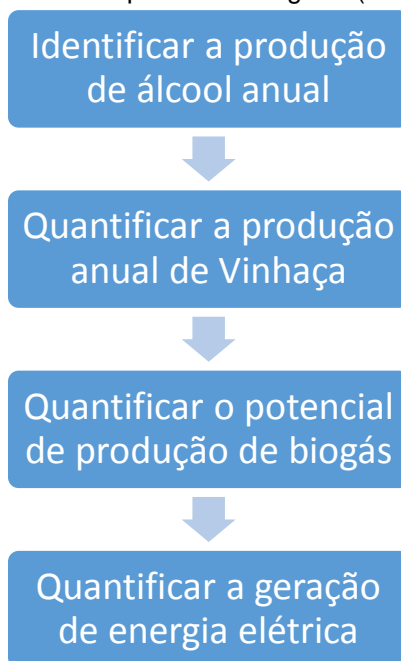 Identificar a produção
de álcool anual
Quantificar a produção
anual de Vinhaça
Quantificar o potencial
de produção de biogás
Quantificar a geração
de energia elétrica